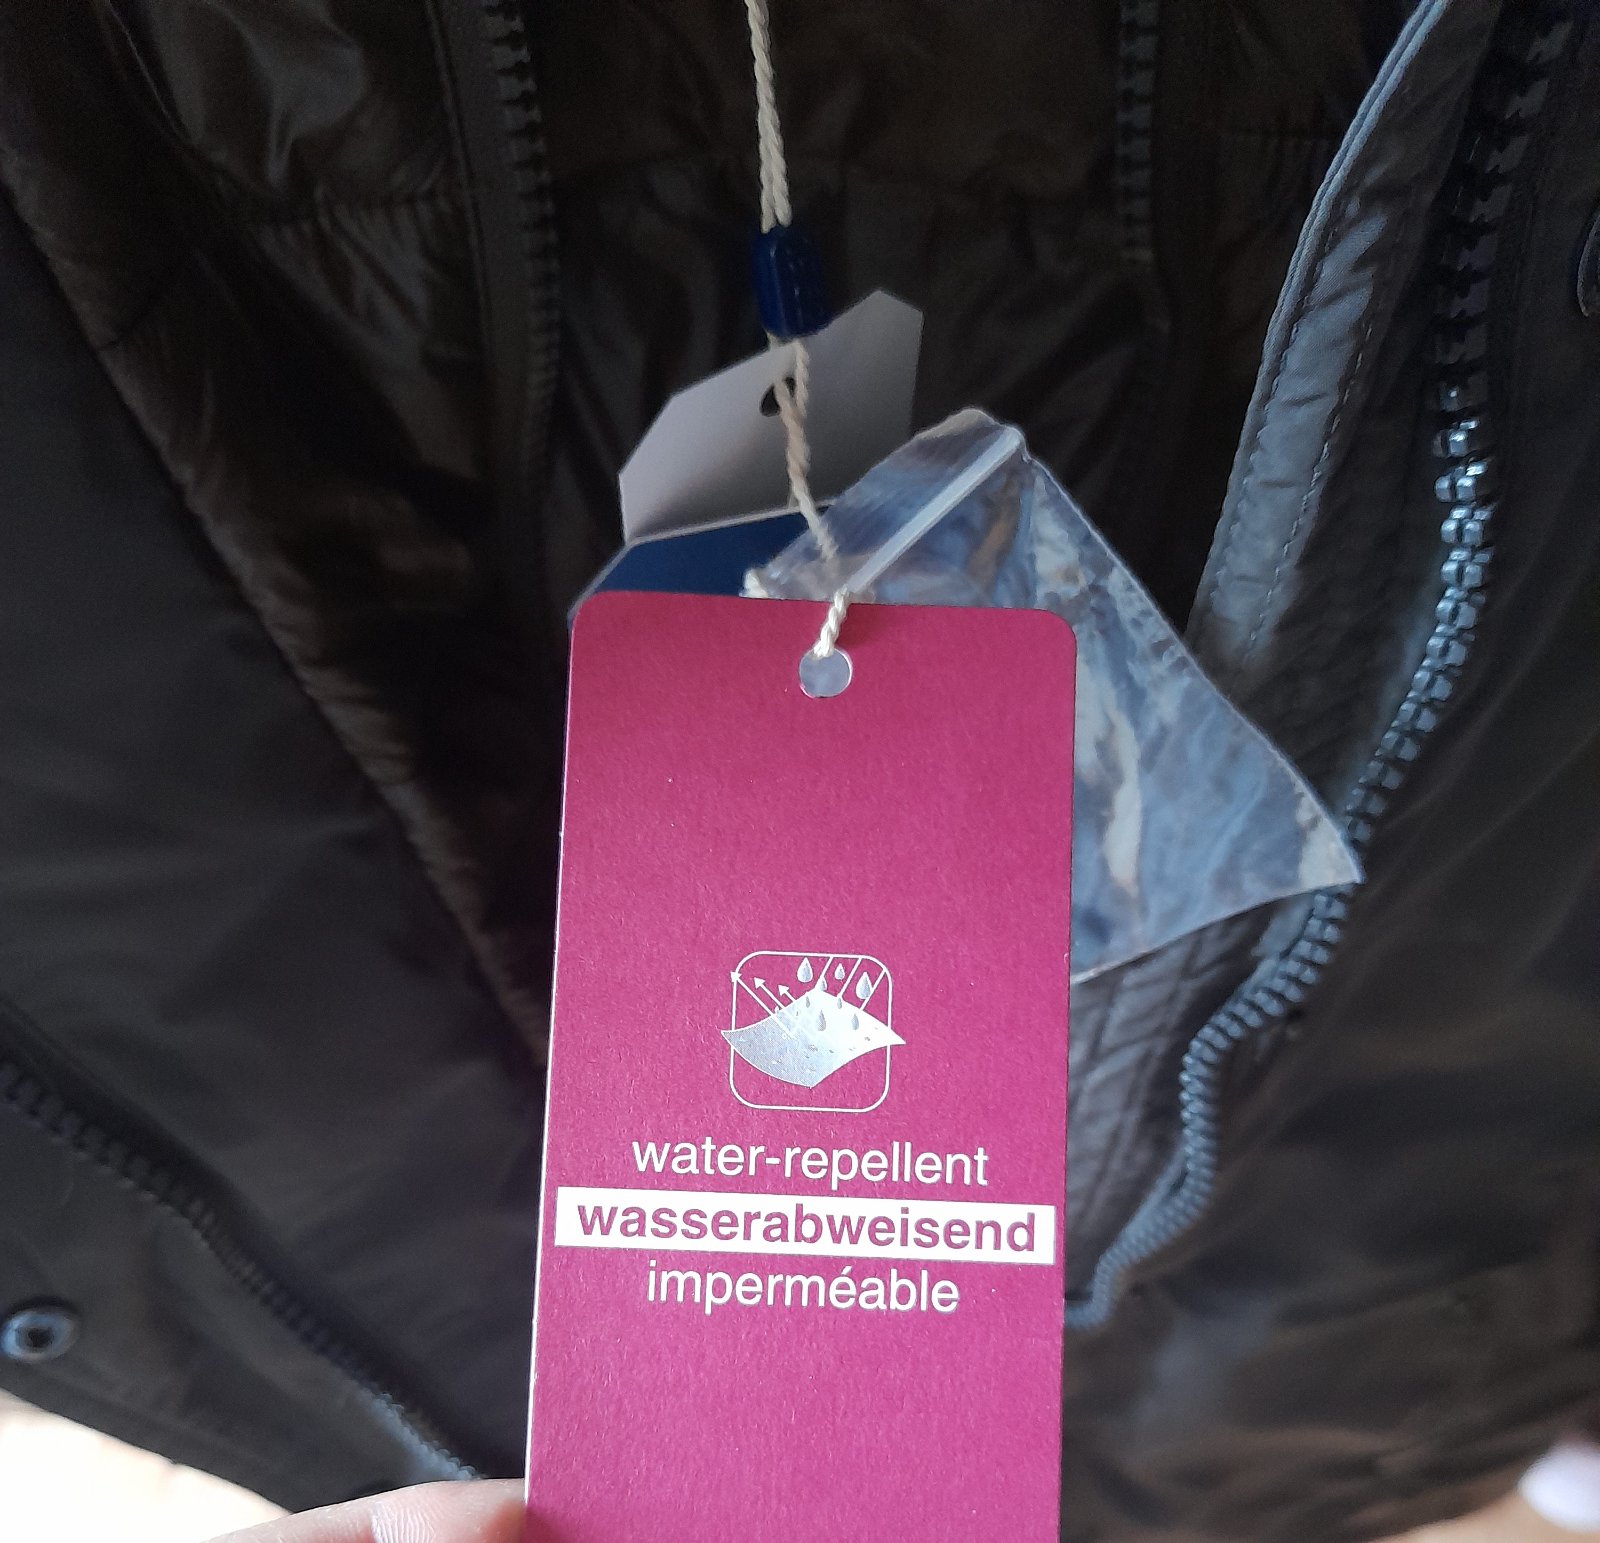 water-repellent
wasserabweisend
imperméable